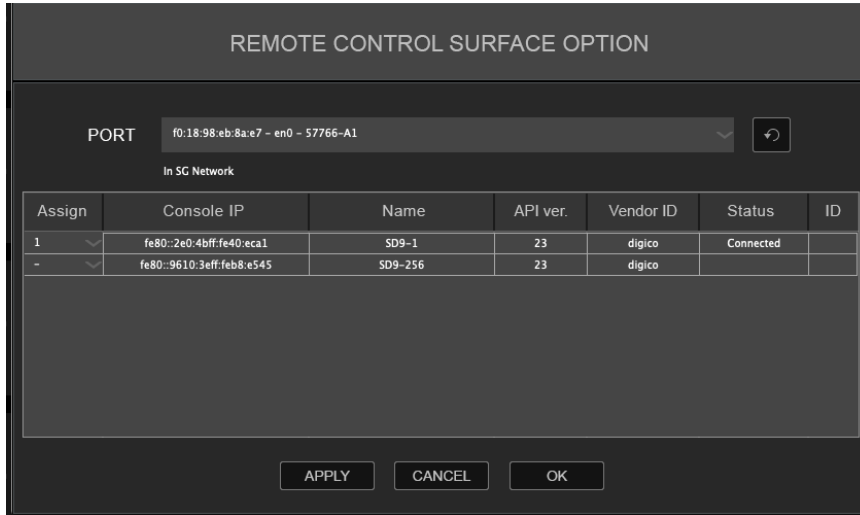 REMOTE CONTROL SURFACE OPTION
PORT f0:18:98:eb:8a:e7 – en0 – 57766-A1
In SG Network
Assign Console IP Name API ver. Vendor ID Status ID
1 fe80::2e0:4bff:fe40:eca1 SD9-1 23 digico Connected
- fe80::9610:3eff:feb8:e545 SD9-256 23 digico
APPLY CANCEL OK